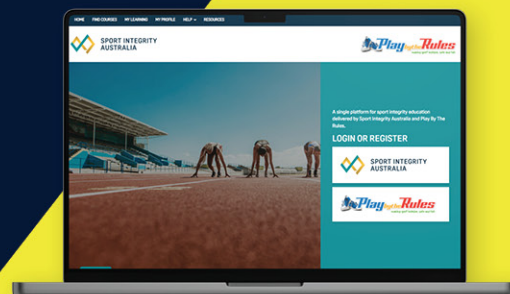 HOME FIND COURSES MY LEARNING MY PROFILE HELP RESOURCES
SPORT INTEGRITY
AUSTRALIA
Play by the Rules
A single platform for sport integrity education
delivered by Sport Integrity Australia and Play By The
Rules.
LOGIN OR REGISTER
SPORT INTEGRITY
AUSTRALIA
Play by the Rules